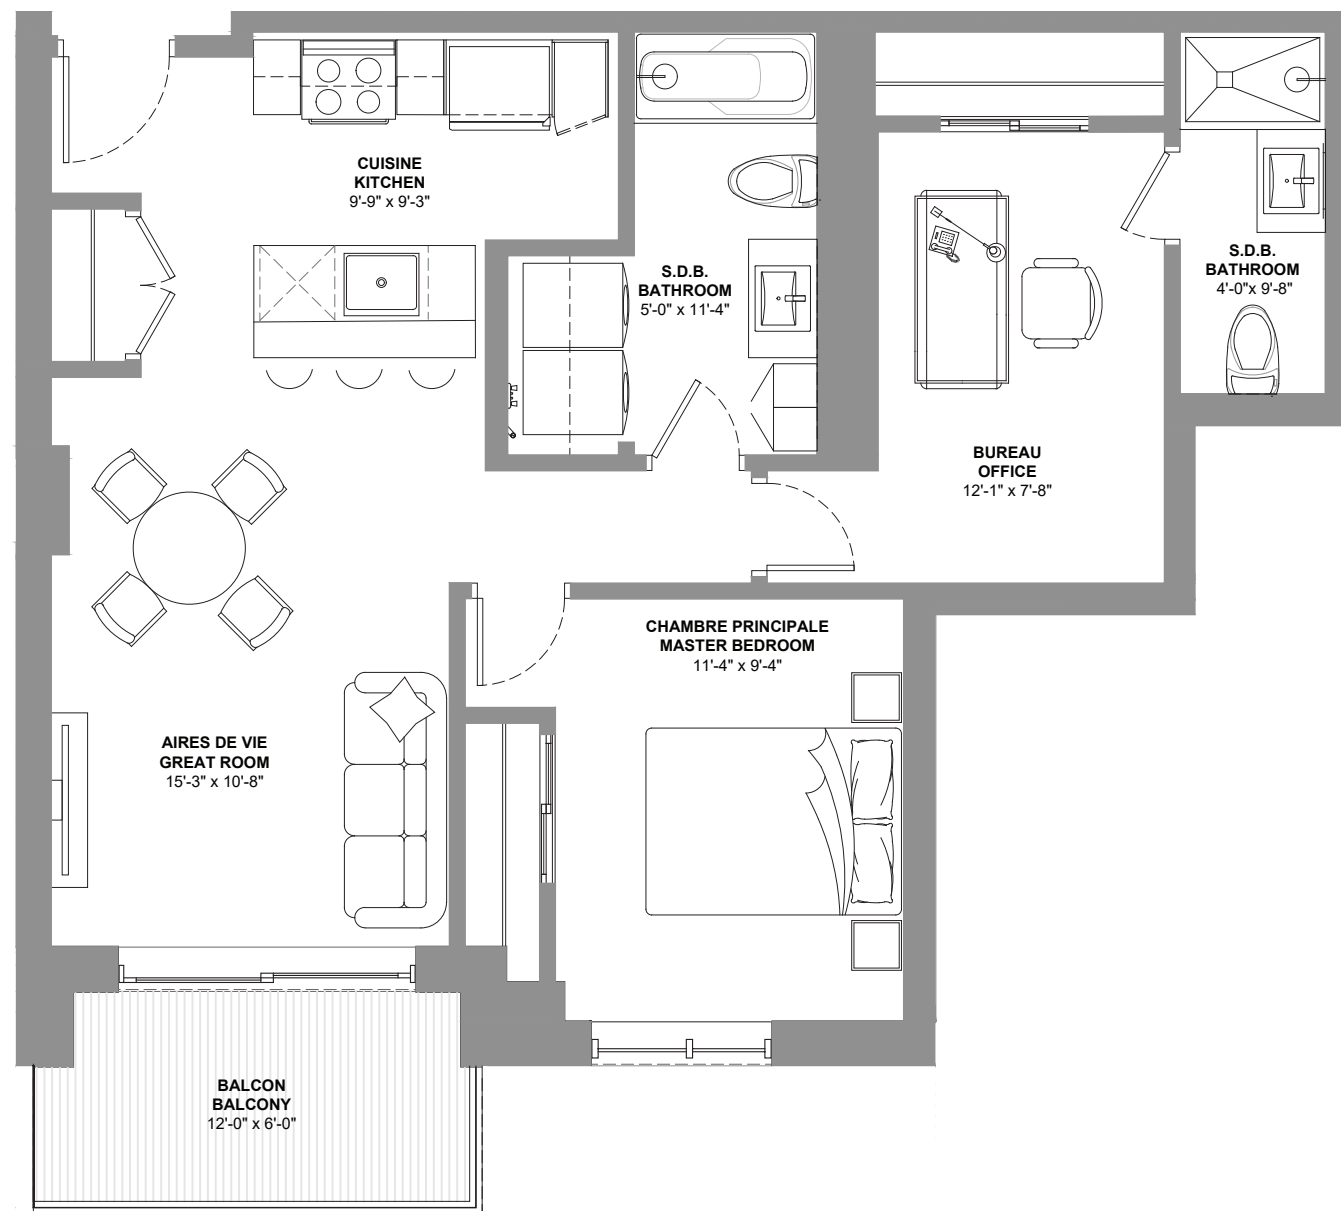 CUISINE
KITCHEN
9'-9" x 9'-3"
S.D.B.
BATHROOM
5'-0" x 11'-4"
S.D.B.
BATHROOM
4'-0"x 9'-8"
BUREAU
OFFICE
12'-1" x 7'-8"
CHAMBRE PRINCIPALE
MASTER BEDROOM
11'-4" x 9'-4"
AIRES DE VIE
GREAT ROOM
15'-3" x 10'-8"
BALCON
BALCONY
12'-0" x 6'-0"